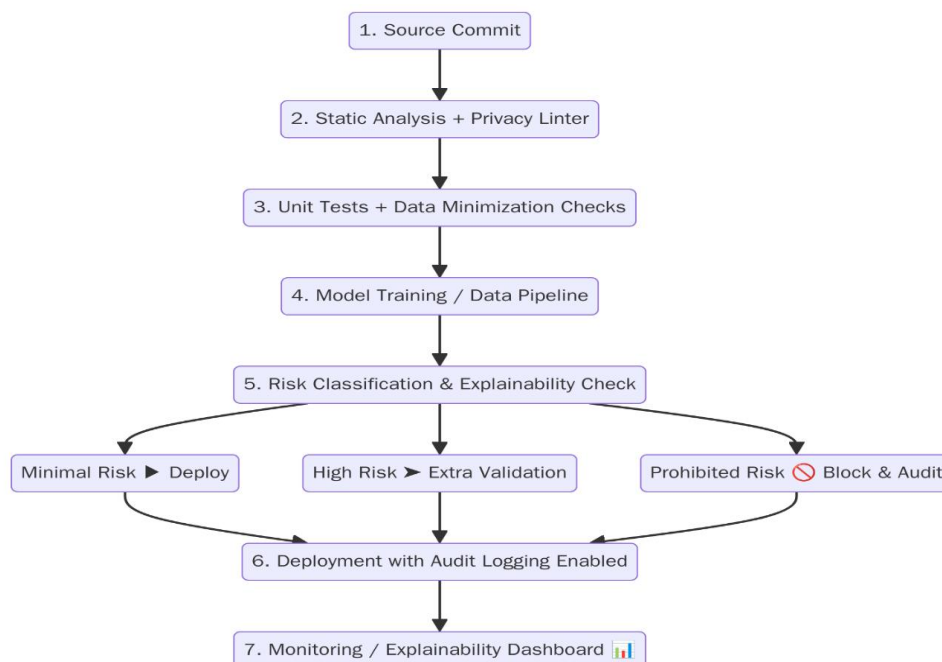 1. Source Commit
2. Static Analysis + Privacy Linter
3. Unit Tests + Data Minimization Checks
4. Model Training / Data Pipeline
5. Risk Classification & Explainability Check
Minimal Risk ► Deploy
High Risk ➤ Extra Validation
Prohibited Risk 🚫 Block & Audit
6. Deployment with Audit Logging Enabled
7. Monitoring / Explainability Dashboard 📊